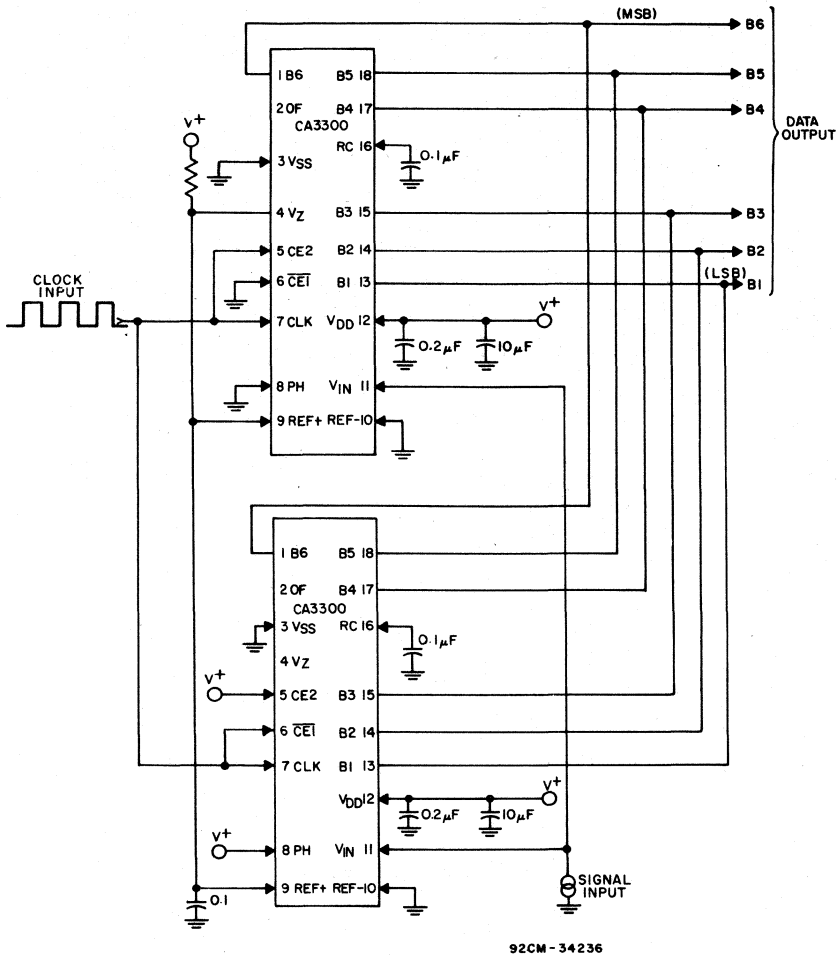 (MSB)
B6
1 B6
B5 18
B5
2 OF
B4 17
B4
CA3300
DATA
OUTPUT
V+
RC 16
0.1μF
3 VSS
4 VZ
B3 15
B3
5 CE2
B2 14
B2
(LSB)
CLOCK
INPUT
6 CE1
B1 13
B1
V+
7 CLK
VDD 12
0.2μF
10μF
8 PH
VIN 11
9 REF+
REF-10
1 B6
B5 18
2 OF
B4 17
CA3300
3 VSS
RC 16
0.1μF
4 VZ
V+
5 CE2
B3 15
6 CE1
B2 14
7 CLK
B1 13
VDD12
V+
0.2μF
10μF
V+
8 PH
VIN 11
9 REF+
REF-10
SIGNAL
INPUT
0.1
92CM-34236